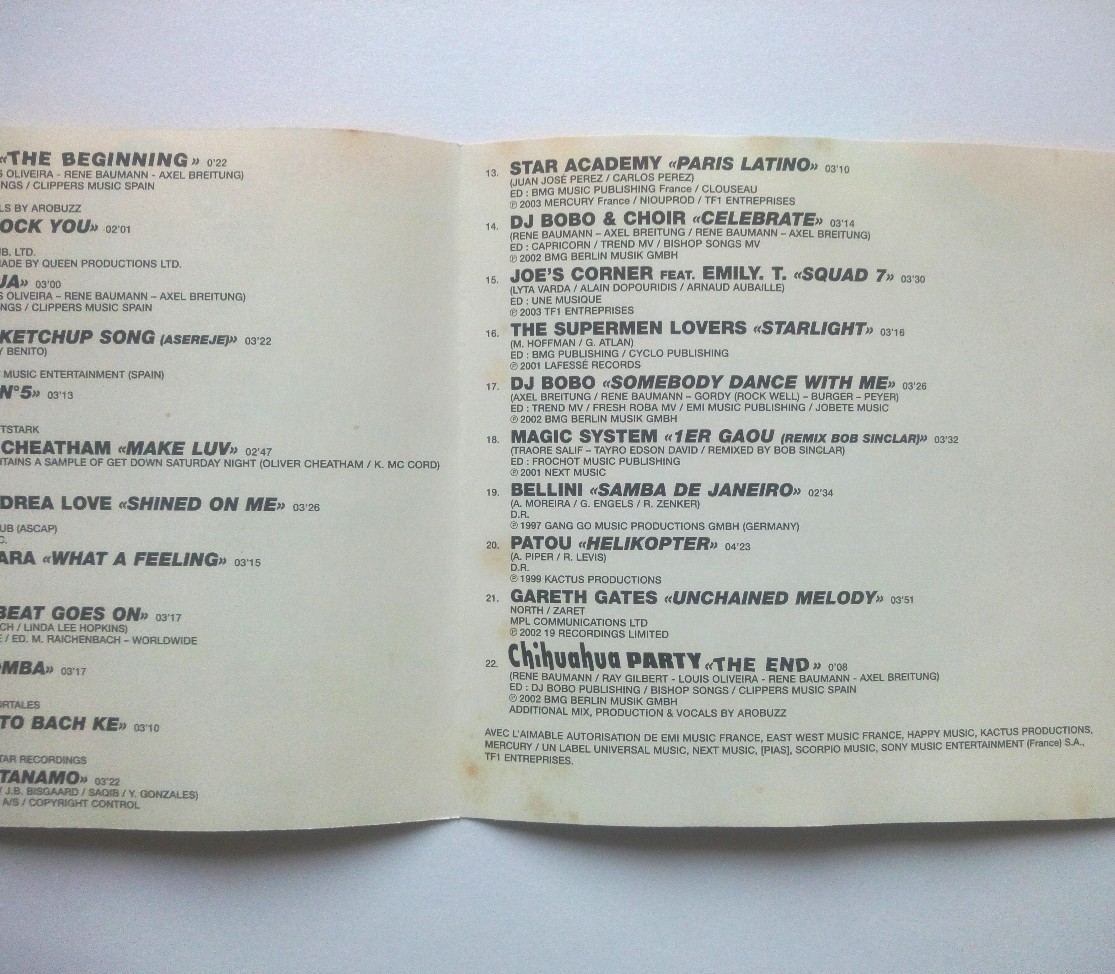 «THE BEGINNING» 0'22
S OLIVEIRA - RENE BAUMANN - AXEL BREITUNG)
NGS / CLIPPERS MUSIC SPAIN
LS BY AROBUZZ
OCK YOU» 02'01
UB. LTD.
MADE BY QUEEN PRODUCTIONS LTD.
UA» 03'00
S OLIVEIRA – RENE BAUMANN – AXEL BREITUNG)
NGS / CLIPPERS MUSIC SPAIN
KETCHUP SONG (ASEREJE)» 03'22
Y BENITO)
MUSIC ENTERTAINMENT (SPAIN)
N°5» 03'13
TSTARK
CHEATHAM «MAKE LUV» 02'47
TAINS A SAMPLE OF GET DOWN SATURDAY NIGHT (OLIVER CHEATHAM / K. MC CORD)
DREA LOVE «SHINED ON ME» 03'26
UB (ASCAP)
C.
ARA «WHAT A FEELING» 03'15
BEAT GOES ON» 03'17
CH / LINDA LEE HOPKINS)
E / ED. M. RAICHENBACH – WORLDWIDE
OMBA» 03'17
ORTALES
TO BACH KE» 03'10
TAR RECORDINGS
TANAMO» 03'22
/ J.B. BISGAARD / SAQIB / Y. GONZALES)
A/S / COPYRIGHT CONTROL
13. STAR ACADEMY «PARIS LATINO» 03'10
(JUAN JOSÉ PEREZ / CARLOS PEREZ)
ED : BMG MUSIC PUBLISHING France / CLOUSEAU
℗ 2003 MERCURY France / NIOUPROD / TF1 ENTREPRISES
14. DJ BOBO & CHOIR «CELEBRATE» 03'14
(RENE BAUMANN – AXEL BREITUNG / RENE BAUMANN – AXEL BREITUNG)
ED : CAPRICORN / TREND MV / BISHOP SONGS MV
℗ 2002 BMG BERLIN MUSIK GMBH
15. JOE'S CORNER FEAT. EMILY. T. «SQUAD 7» 03'30
(LYTA VARDA / ALAIN DOPOURIDIS / ARNAUD AUBAILLE)
ED : UNE MUSIQUE
℗ 2003 TF1 ENTREPRISES
16. THE SUPERMEN LOVERS «STARLIGHT» 03'16
(M. HOFFMAN / G. ATLAN)
ED : BMG PUBLISHING / CYCLO PUBLISHING
℗ 2001 LAFESSÉ RECORDS
17. DJ BOBO «SOMEBODY DANCE WITH ME» 03'26
(AXEL BREITUNG / RENE BAUMANN – GORDY (ROCK WELL) – BURGER – PEYER)
ED : TREND MV / FRESH ROBA MV / EMI MUSIC PUBLISHING / JOBETE MUSIC
℗ 2002 BMG BERLIN MUSIK GMBH
18. MAGIC SYSTEM «1ER GAOU (REMIX BOB SINCLAR)» 03'32
(TRAORE SALIF – TAYRO EDSON DAVID / REMIXED BY BOB SINCLAR)
ED : FROCHOT MUSIC PUBLISHING
℗ 2001 NEXT MUSIC
19. BELLINI «SAMBA DE JANEIRO» 02'34
(A. MOREIRA / G. ENGELS / R. ZENKER)
D.R.
℗ 1997 GANG GO MUSIC PRODUCTIONS GMBH (GERMANY)
20. PATOU «HELIKOPTER» 04'23
(A. PIPER / R. LEVIS)
D.R.
℗ 1999 KACTUS PRODUCTIONS
21. GARETH GATES «UNCHAINED MELODY» 03'51
NORTH / ZARET
MPL COMMUNICATIONS LTD
℗ 2002 19 RECORDINGS LIMITED
22. Chihuahua PARTY «THE END» 0'08
(RENE BAUMANN / RAY GILBERT - LOUIS OLIVEIRA - RENE BAUMANN - AXEL BREITUNG)
ED : DJ BOBO PUBLISHING / BISHOP SONGS / CLIPPERS MUSIC SPAIN
℗ 2002 BMG BERLIN MUSIK GMBH
ADDITIONAL MIX, PRODUCTION & VOCALS BY AROBUZZ
AVEC L'AIMABLE AUTORISATION DE EMI MUSIC FRANCE, EAST WEST MUSIC FRANCE, HAPPY MUSIC, KACTUS PRODUCTIONS,
MERCURY / UN LABEL UNIVERSAL MUSIC, NEXT MUSIC, [PIAS], SCORPIO MUSIC, SONY MUSIC ENTERTAINMENT (France) S.A.,
TF1 ENTREPRISES.